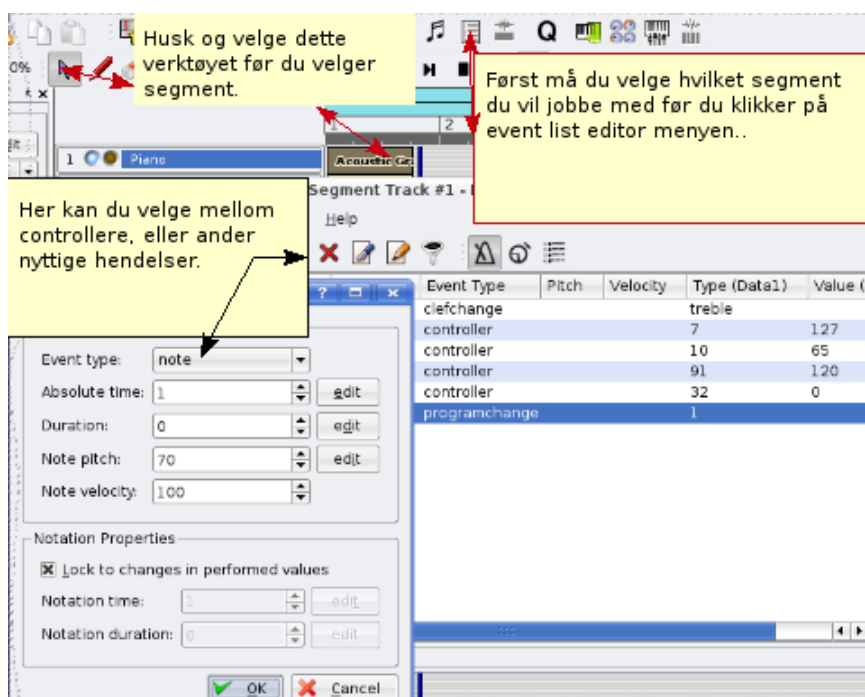 Husk og velge dette
verktøyet før du velger
segment.
Q
Først må du velge hvilket segment
du vil jobbe med før du klikker på
event list editor menyen..
0%
2
1 Piano
Acoustic Gr
Segment Track #1 -
Her kan du velge mellom
controllere, eller ander
nyttige hendelser.
Help
Event Type Pitch Velocity Type (Data1) Value (
clefchange treble
controller 7 127
controller 10 65
controller 91 120
controller 32 0
programchange 1
Event type: note
Absolute time: 1 edit
Duration: 0 edit
Note pitch: 70 edit
Note velocity: 100
Notation Properties
Lock to changes in performed values
Notation time: 1 edit
Notation duration: 0 edit
OK Cancel